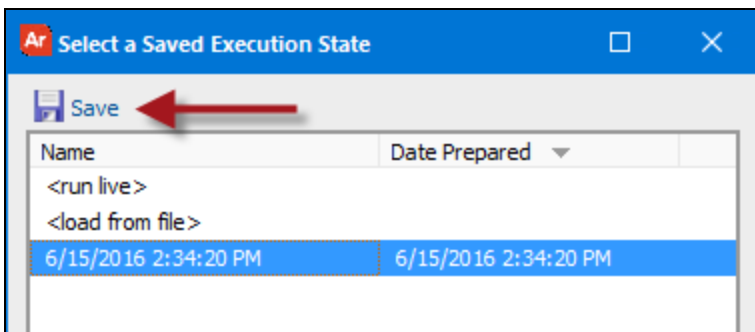 Ar Select a Saved Execution State
Save
Name Date Prepared
<run live>
<load from file>
6/15/2016 2:34:20 PM 6/15/2016 2:34:20 PM